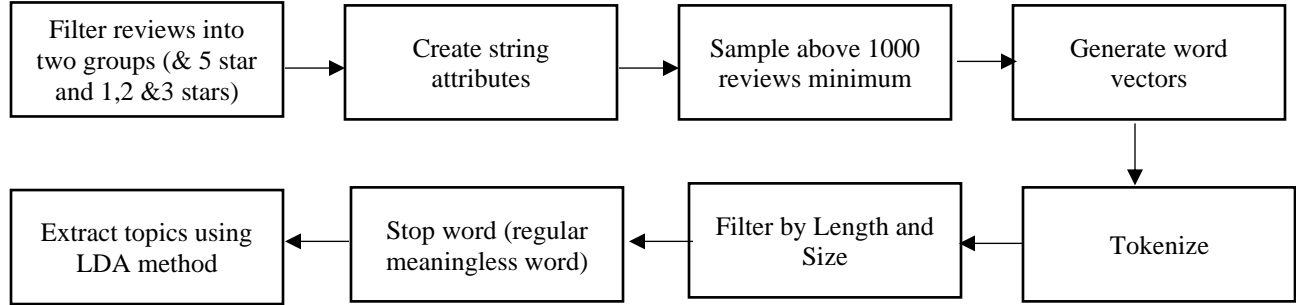 Filter reviews into
two groups (& 5 star
and 1,2 &3 stars)
Create string
attributes
Sample above 1000
reviews minimum
Generate word
vectors
Tokenize
Filter by Length and
Size
Stop word (regular
meaningless word)
Extract topics using
LDA method